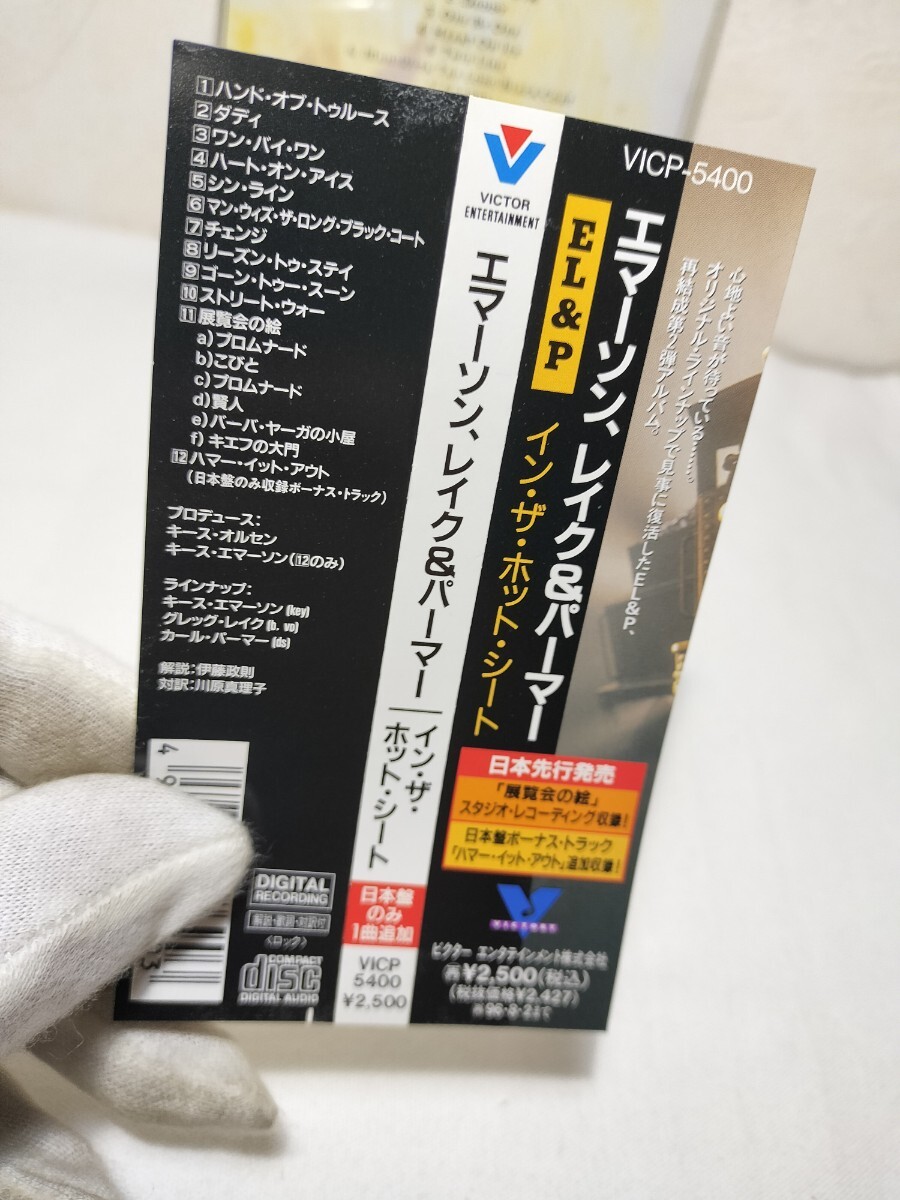 1 ハンド・オブ・トゥルース
2 ダディ
3 ワン・バイ・ワン
4 ハート・オン・アイス
5 シン・ライン
6 マン・ウィズ・ザ・ロング・ブラック・コート
7 チェンジ
8 リーズン・トゥ・ステイ
9 ゴーン・トゥー・スーン
10 ストリート・ウォー
11 展覧会の絵
a)プロムナード
b)こびと
c)プロムナード
d)賢人
e)バーバ・ヤーガの小屋
f)キエフの大門
12 ハマー・イット・アウト
(日本盤のみ収録ボーナス・トラック)
プロデュース:
キース・オルセン
キース・エマーソン(12のみ)
ラインナップ:
キース・エマーソン(key)
グレッグ・レイク(b, vo)
カール・パーマー(ds)
解説:伊藤政則
対訳:川原真理子
4
3
DIGITAL
RECORDING
解説・歌詞・対訳付
〈ロック〉
COMPACT
disc
DIGITAL AUDIO
VICTOR
ENTERTAINMENT
エマーソン、レイク&パーマー
イン・ザ・
ホット・シート
日本盤
のみ
1曲追加
VICP
5400
¥2,500
VICP-5400
EL&P
エマーソン、レイク&パーマー
イン・ザ・ホット・シート
心地よい音が待っている……。
オリジナル・ラインナップで見事に復活したEL&P、
再結成第2弾アルバム。
日本先行発売
「展覧会の絵」
スタジオ・レコーディング収録!
日本盤ボーナス・トラック
「ハマー・イット・アウト」追加収録!
ビクター エンタテインメント株式会社
再¥2,500(税込)
(税抜価格¥2,427)